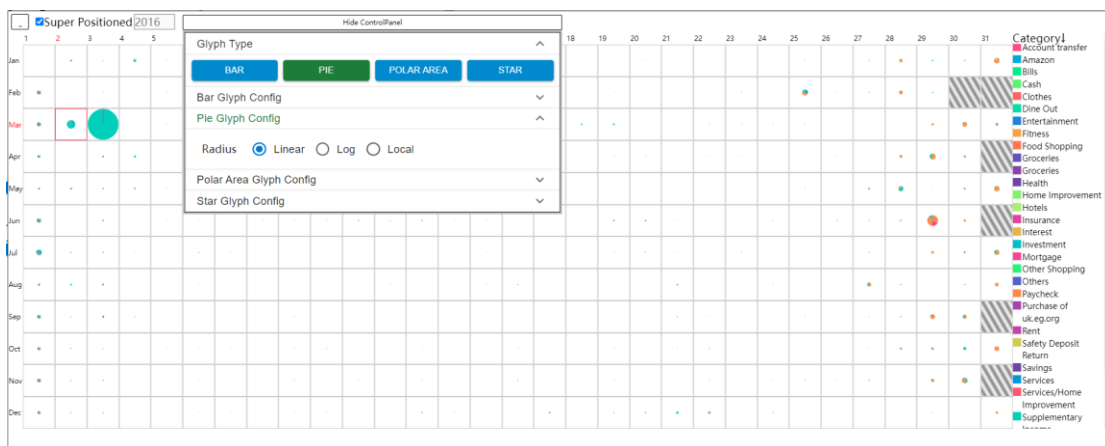 _ Super Positioned 2016 Hide ControlPanel
1 2 3 4 5 18 19 20 21 22 23 24 25 26 27 28 29 30 31
Glyph Type
BAR PIE POLAR AREA STAR
Bar Glyph Config
Pie Glyph Config
Radius Linear Log Local
Polar Area Glyph Config
Star Glyph Config
Jan
Feb
Mar
Apr
May
Jun
Jul
Aug
Sep
Oct
Nov
Dec
Category↓
Account transfer
Amazon
Bills
Cash
Clothes
Dine Out
Entertainment
Fitness
Food Shopping
Groceries
Groceries
Health
Home Improvement
Hotels
Insurance
Interest
Investment
Mortgage
Other Shopping
Others
Paycheck
Purchase of
uk.eg.org
Rent
Safety Deposit
Return
Savings
Services
Services/Home
Improvement
Supplementary